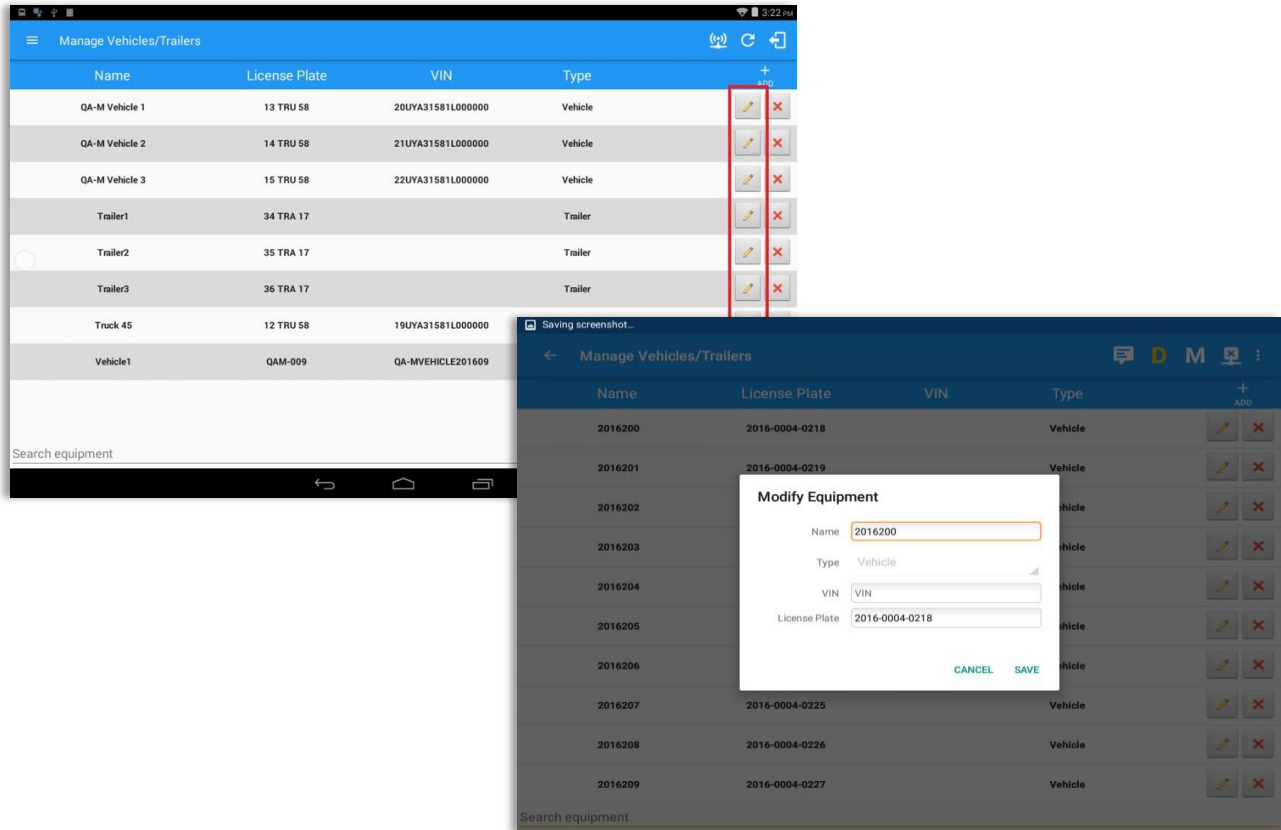 3:22 PM
Manage Vehicles/Trailers
Name License Plate VIN Type ADD
QA-M Vehicle 1 13 TRU 58 20UYA31581L000000 Vehicle
QA-M Vehicle 2 14 TRU 58 21UYA31581L000000 Vehicle
QA-M Vehicle 3 15 TRU 58 22UYA31581L000000 Vehicle
Trailer1 34 TRA 17 Trailer
Trailer2 35 TRA 17 Trailer
Trailer3 36 TRA 17 Trailer
Truck 45 12 TRU 58 19UYA31581L000000
Vehicle1 QAM-009 QA-MVEHICLE201609
Search equipment
Saving screenshot...
Manage Vehicles/Trailers D M
Name License Plate VIN Type ADD
2016200 2016-0004-0218 Vehicle
2016201 2016-0004-0219 Vehicle
2016202 hicle
2016203 hicle
2016204 hicle
2016205 hicle
2016206 hicle
2016207 2016-0004-0225 Vehicle
2016208 2016-0004-0226 Vehicle
2016209 2016-0004-0227 Vehicle
Search equipment
Modify Equipment
Name 2016200
Type Vehicle
VIN VIN
License Plate 2016-0004-0218
CANCEL SAVE